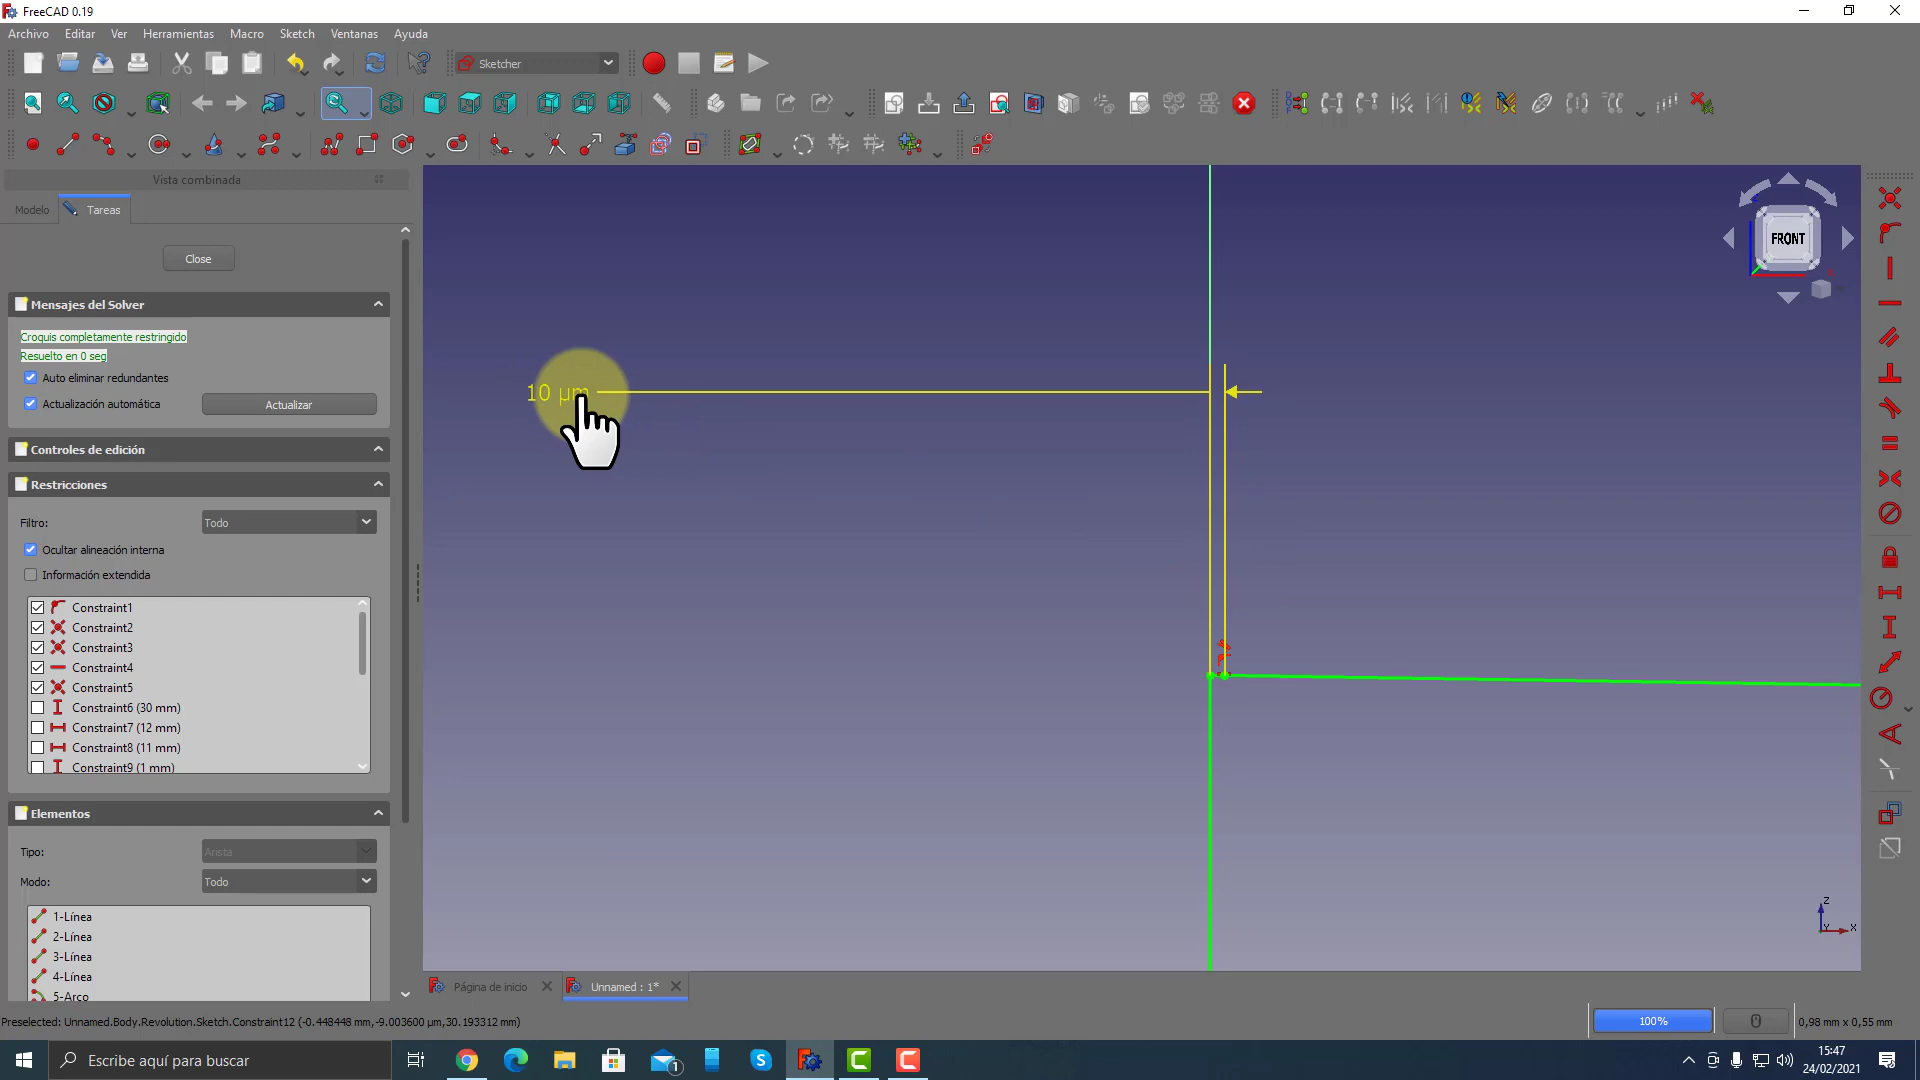 FreeCAD 0.19
Archivo Editar Ver Herramientas Macro Sketch Ventanas Ayuda
Sketcher
Vista combinada
Modelo Tareas
Close
Mensajes del Solver
Croquis completamente restringido
Resuelto en 0 seg
Auto eliminar redundantes
Actualización automática Actualizar
Controles de edición
Restricciones
Filtro: Todo
Ocultar alineación interna
Información extendida
Constraint1
Constraint2
Constraint3
Constraint4
Constraint5
Constraint6 (30 mm)
Constraint7 (12 mm)
Constraint8 (11 mm)
Constraint9 (1 mm)
Elementos
Tipo: Arista
Modo: Todo
1-Línea
2-Línea
3-Línea
4-Línea
5-Arco
10 µm
FRONT
Z
Y X
Página de inicio
Unnamed : 1*
Preselected: Unnamed.Body.Revolution.Sketch.Constraint12 (-0.448448 mm,-9.003600 µm,30.193312 mm)
100%
0,98 mm x 0,55 mm
Escribe aquí para buscar
1
15:47
24/02/2021